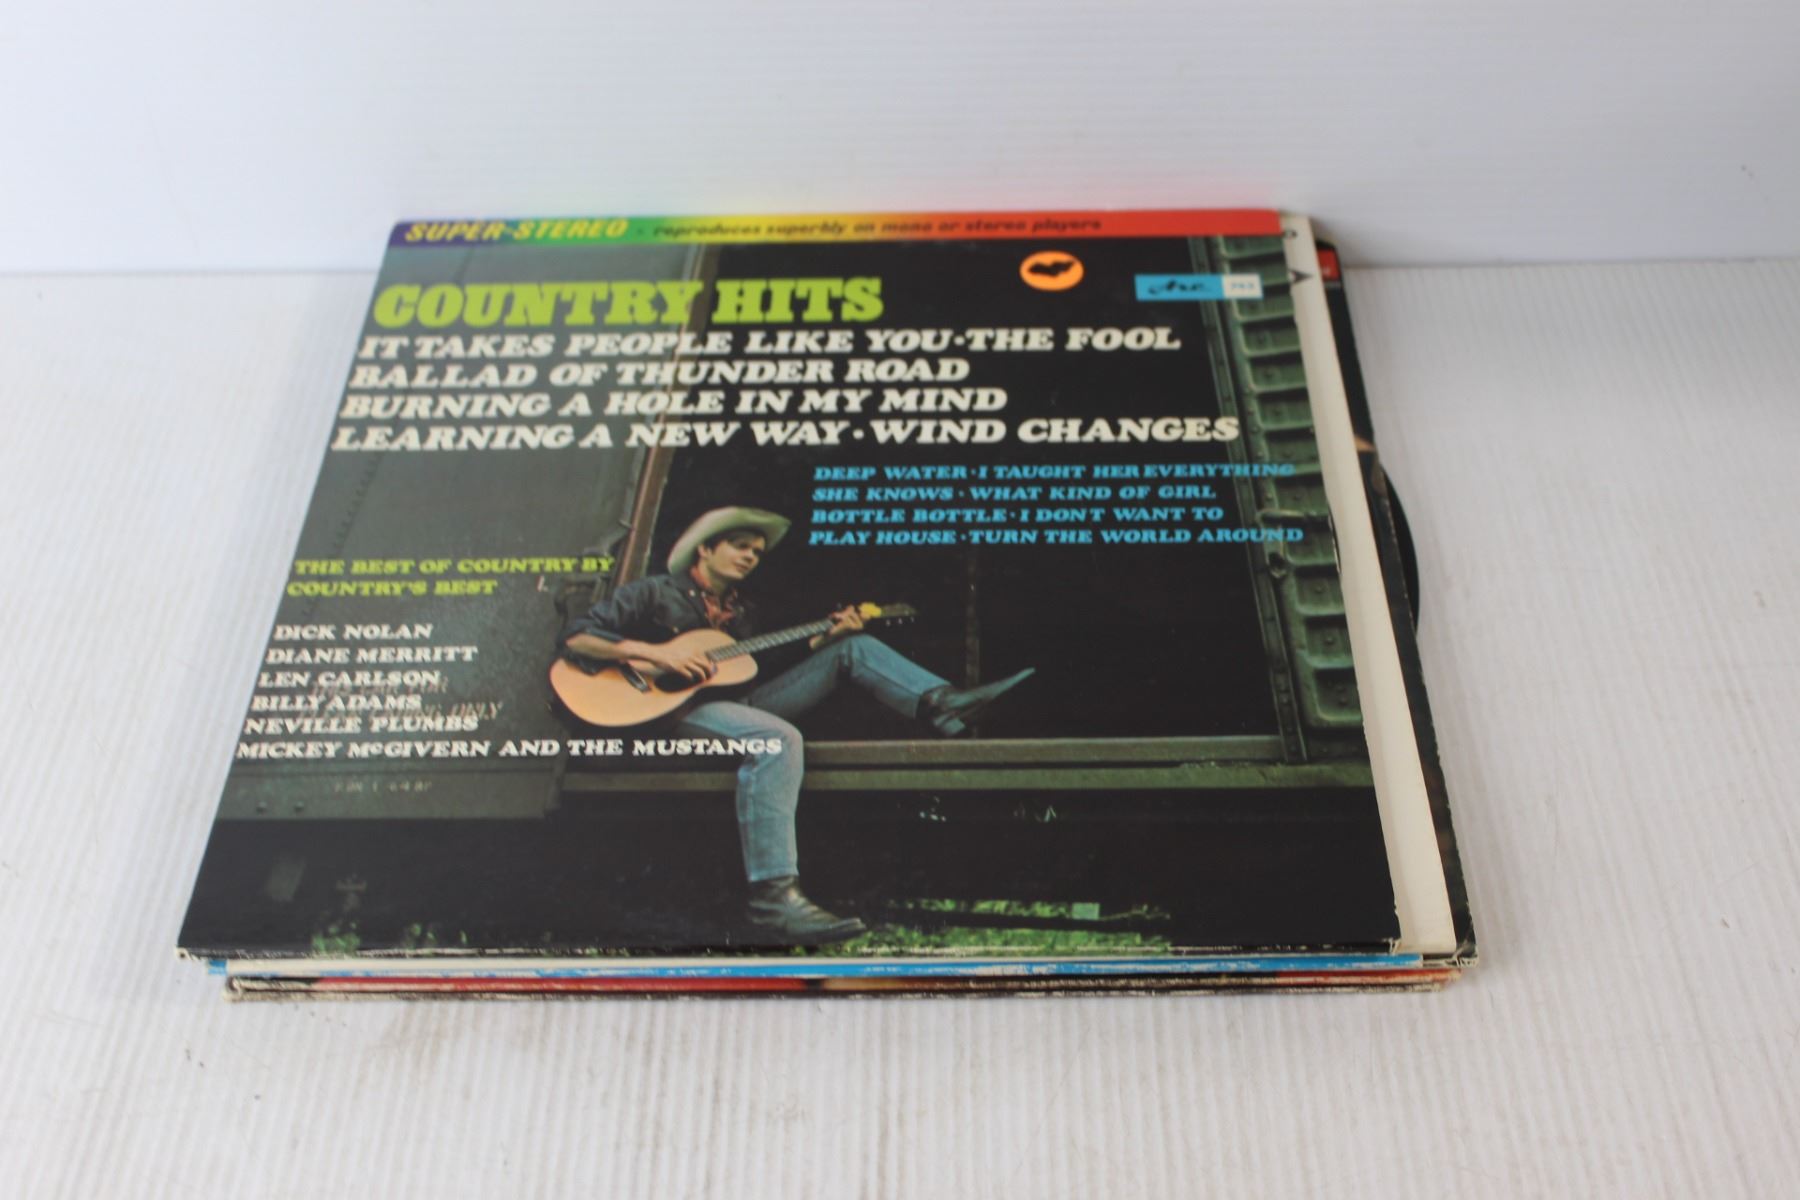 SUPER-STEREO • reproduces superbly on mono or stereo players
COUNTRY HITS
Arc 743
IT TAKES PEOPLE LIKE YOU•THE FOOL
BALLAD OF THUNDER ROAD
BURNING A HOLE IN MY MIND
LEARNING A NEW WAY•WIND CHANGES
DEEP WATER•I TAUGHT HER EVERYTHING
SHE KNOWS•WHAT KIND OF GIRL
BOTTLE BOTTLE•I DONT WANT TO
PLAY HOUSE•TURN THE WORLD AROUND
THE BEST OF COUNTRY BY
COUNTRY'S BEST
DICK NOLAN
DIANE MERRITT
LEN CARLSON
BILLY ADAMS
NEVILLE PLUMBS
MICKEY McGIVERN AND THE MUSTANGS